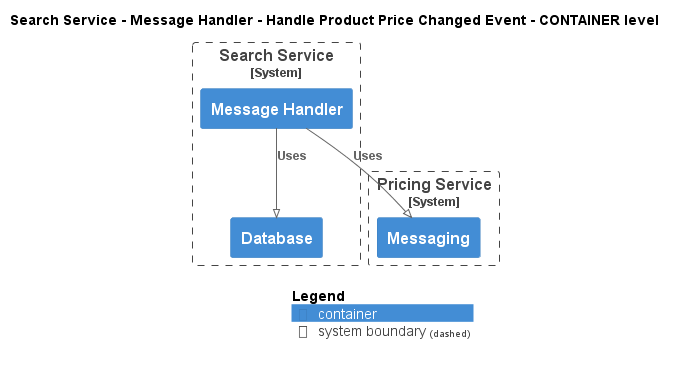 Search Service - Message Handler - Handle Product Price Changed Event - CONTAINER level
Search Service
[System]
Message Handler
Uses
Uses
Pricing Service
[System]
Database
Messaging
Legend
container
system boundary (dashed)